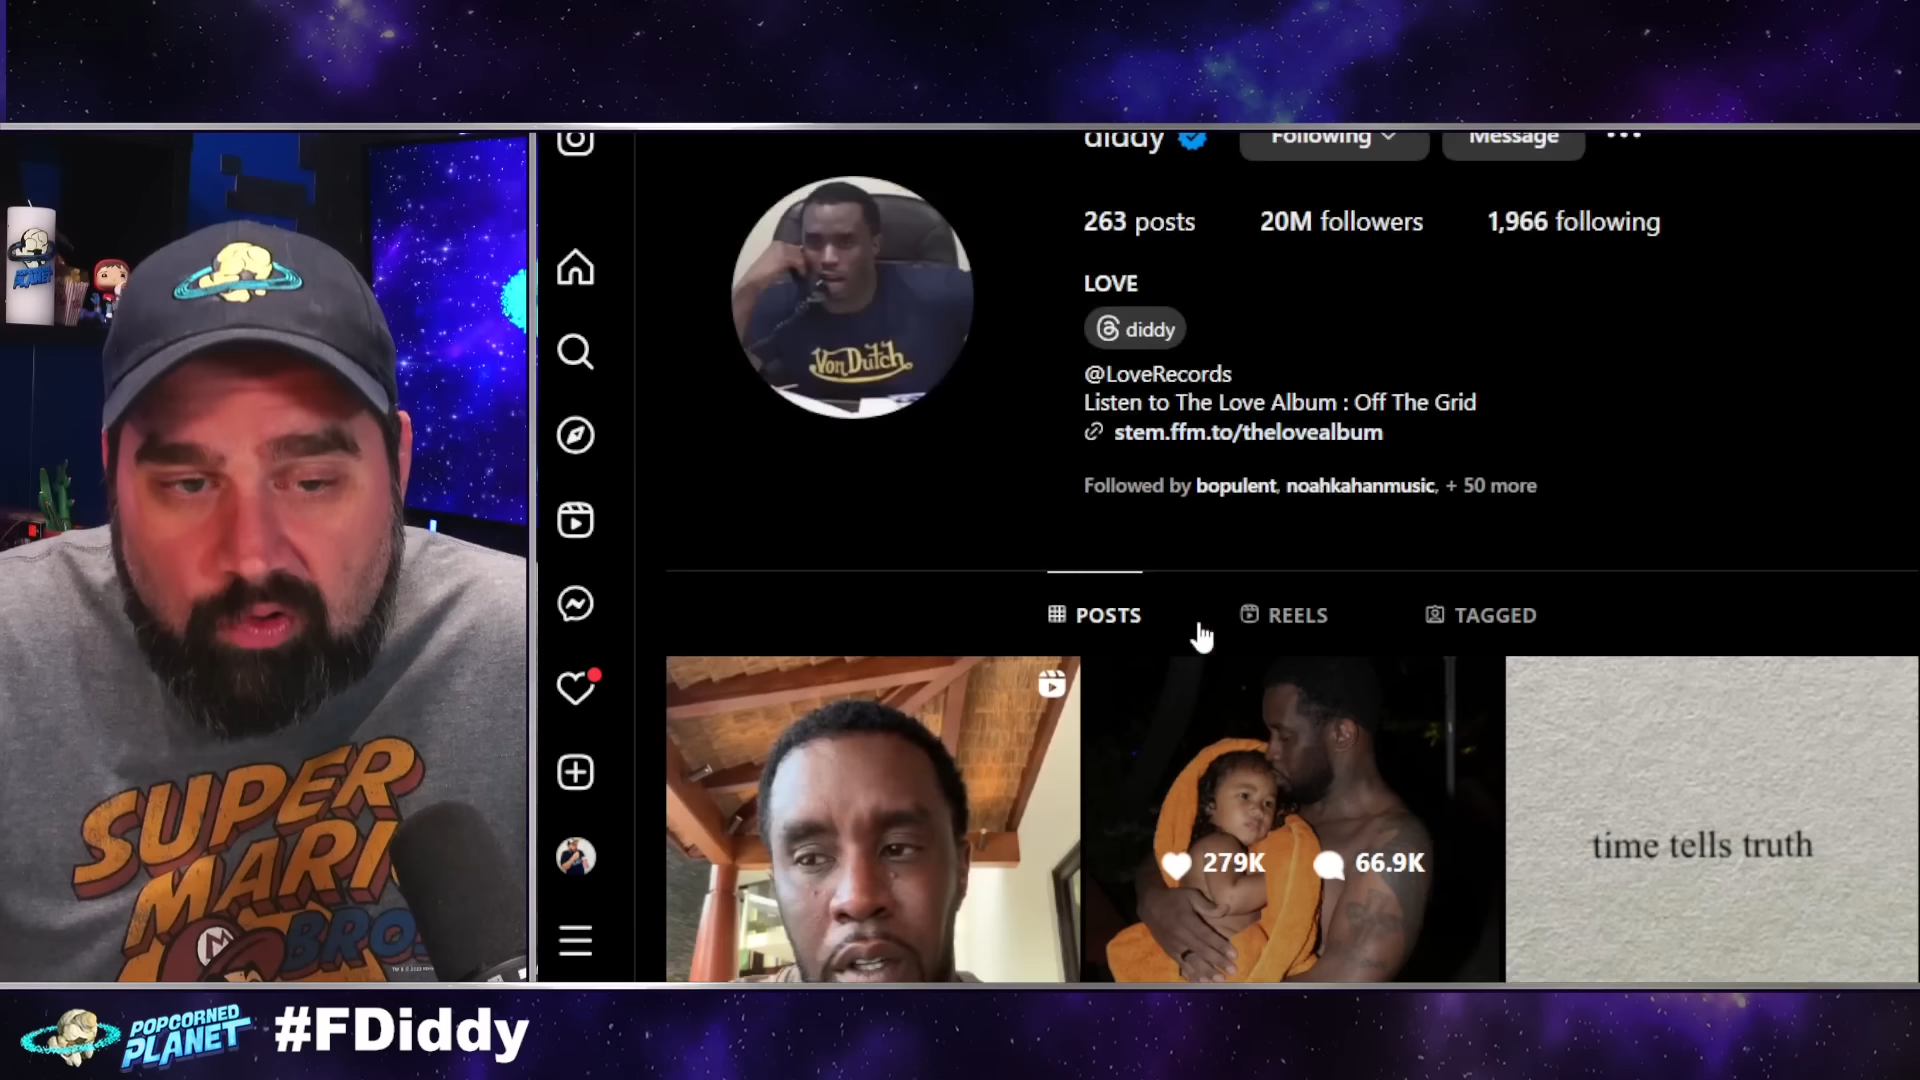 diddy
Following
Message
263 posts
20M followers
1,966 following
LOVE
diddy
@LoveRecords
Listen to The Love Album : Off The Grid
stem.ffm.to/thelovealbum
Followed by bopulent, noahkahanmusic, + 50 more
POSTS
REELS
TAGGED
Von Dutch
279K
66.9K
time tells truth
SUPER
MARI
BROS
M
POPCORNED
PLANET
#FDiddy